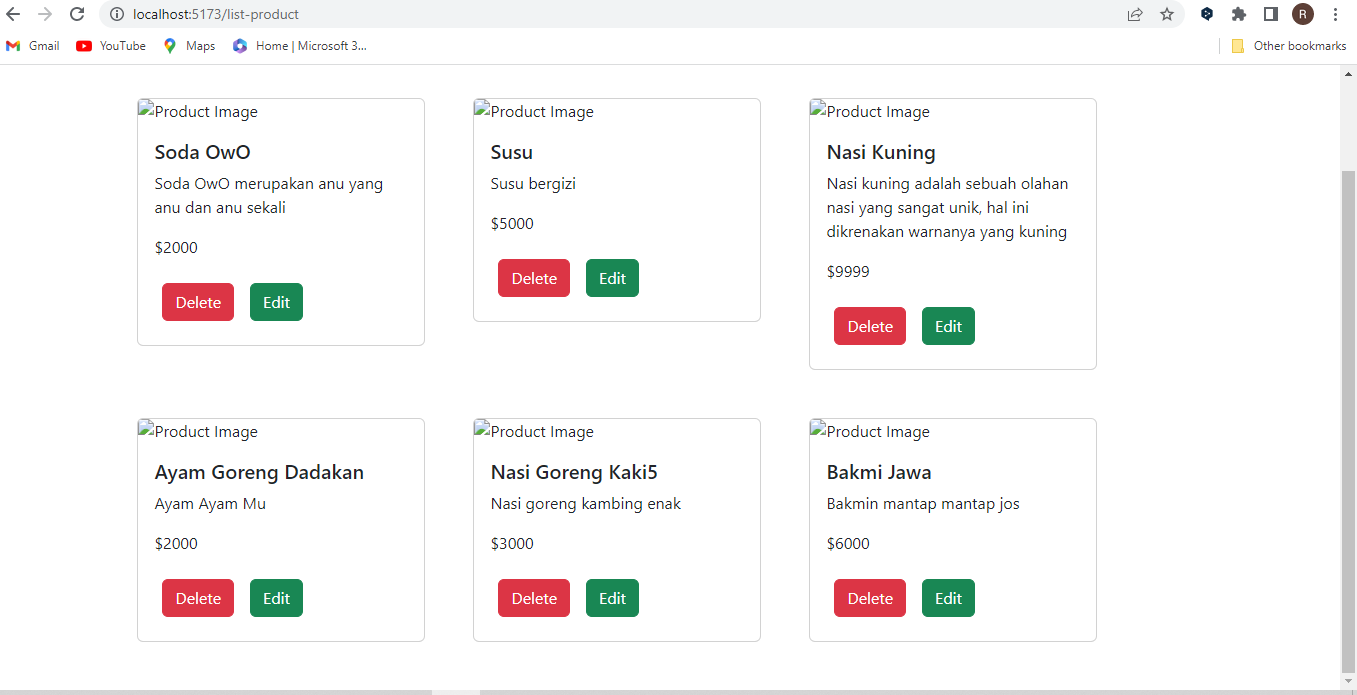 localhost:5173/list-product
R
Gmail
YouTube
Maps
Home | Microsoft 3...
Other bookmarks
Product Image
Soda OwO
Soda OwO merupakan anu yang
anu dan anu sekali
$2000
Delete
Edit
Product Image
Susu
Susu bergizi
$5000
Delete
Edit
Product Image
Nasi Kuning
Nasi kuning adalah sebuah olahan
nasi yang sangat unik, hal ini
dikrenakan warnanya yang kuning
$9999
Delete
Edit
Product Image
Ayam Goreng Dadakan
Ayam Ayam Mu
$2000
Delete
Edit
Product Image
Nasi Goreng Kaki5
Nasi goreng kambing enak
$3000
Delete
Edit
Product Image
Bakmi Jawa
Bakmin mantap mantap jos
$6000
Delete
Edit